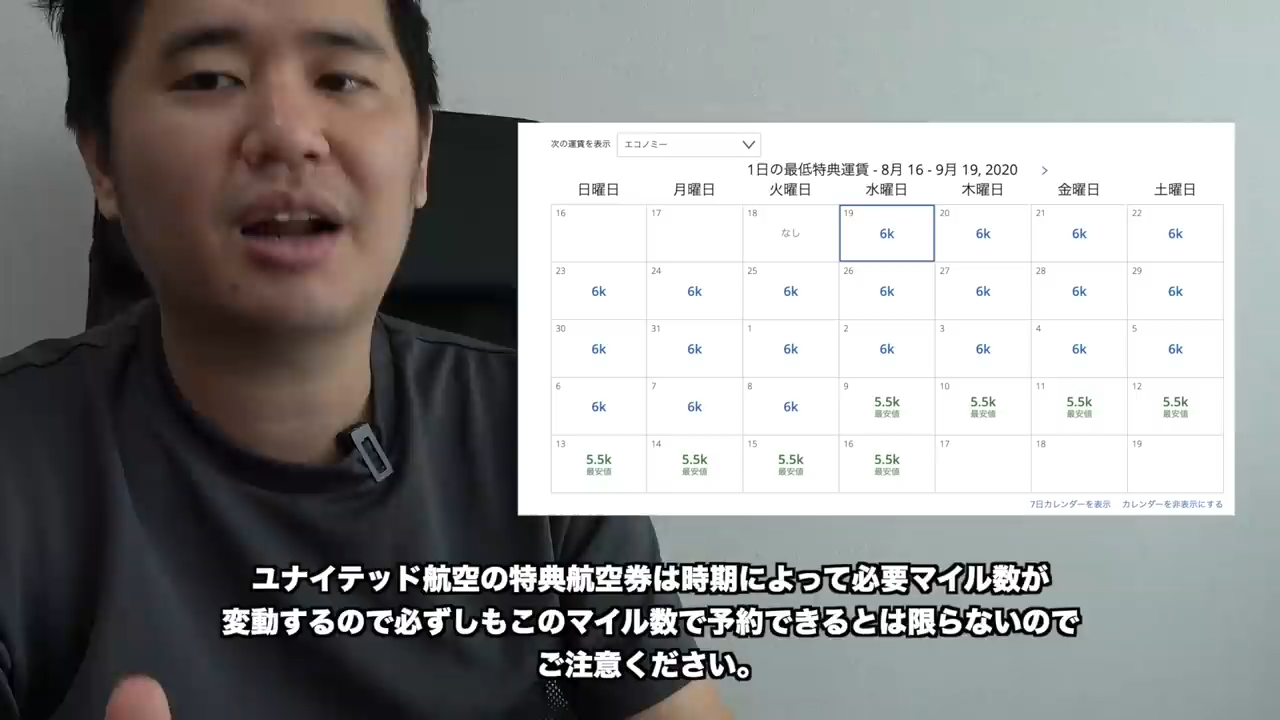 次の運賃を表示 エコノミー
1日の最低特典運賃 - 8月 16 - 9月 19, 2020
日曜日 月曜日 火曜日 水曜日 木曜日 金曜日 土曜日
16 17 18 19 20 21 22
なし 6k 6k 6k 6k
23 24 25 26 27 28 29
6k 6k 6k 6k 6k 6k 6k
30 31 1 2 3 4 5
6k 6k 6k 6k 6k 6k 6k
6 7 8 9 10 11 12
6k 6k 6k 5.5k 5.5k 5.5k 5.5k
最安値 最安値 最安値 最安値
13 14 15 16 17 18 19
5.5k 5.5k 5.5k 5.5k
最安値 最安値 最安値 最安値
7日カレンダーを表示 カレンダーを非表示にする
ユナイテッド航空の特典航空券は時期によって必要マイル数が
変動するので必ずしもこのマイル数で予約できるとは限らないので
ご注意ください。